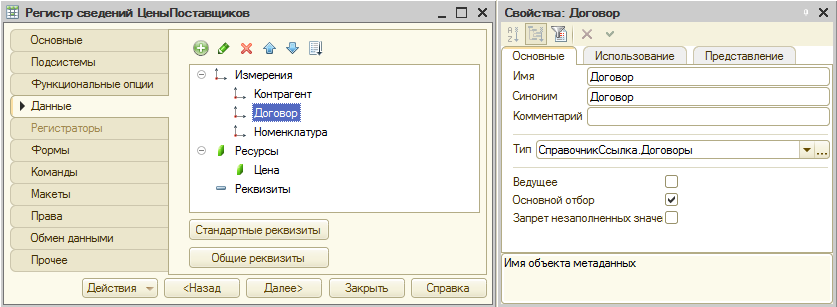 Регистр сведений ЦеныПоставщиков
Основные
Подсистемы
Функциональные опции
Данные
Регистраторы
Формы
Команды
Макеты
Права
Обмен данными
Прочее
Измерения
Контрагент
Договор
Номенклатура
Ресурсы
Цена
Реквизиты
Стандартные реквизиты
Общие реквизиты
Действия
<Назад
Далее>
Закрыть
Справка
Свойства: Договор
Основные
Использование
Представление
Имя
Договор
Синоним
Договор
Комментарий
Тип
СправочникСсылка.Договоры
...
Ведущее
Основной отбор
Запрет незаполненных значе
Имя объекта метаданных